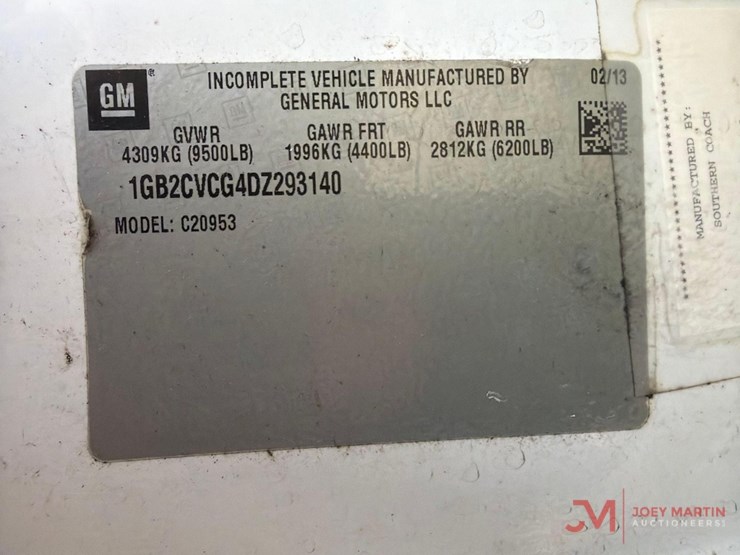 GM
INCOMPLETE VEHICLE MANUFACTURED BY
GENERAL MOTORS LLC
02/13
GVWR
4309KG (9500LB)
GAWR FRT
1996KG (4400LB)
GAWR RR
2812KG (6200LB)
1GB2CVCG4DZ293140
MODEL: C20953
MANUFACTURED BY:
SOUTHERN COACH
JM
JOEY MARTIN
AUCTIONEERS!